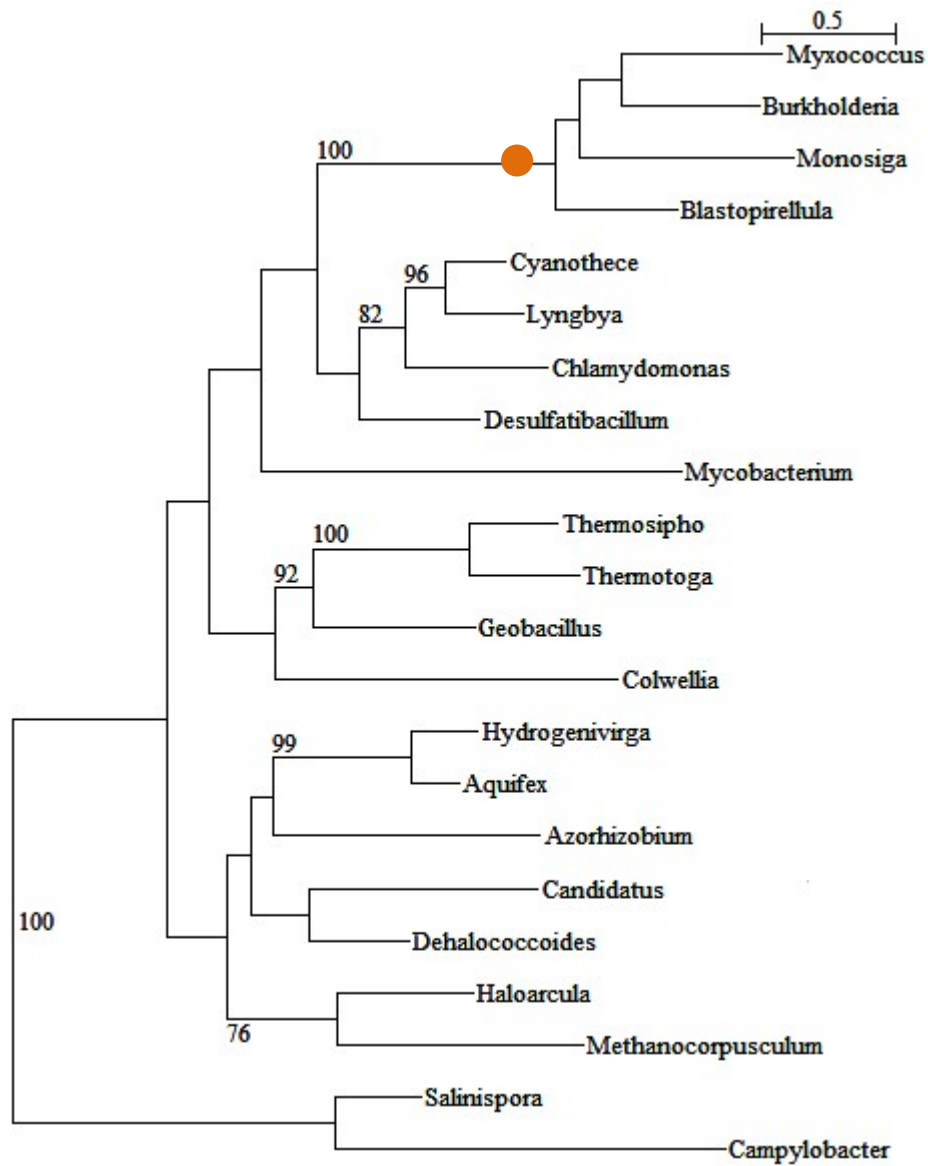 0.5
Myxococcus
Burkholderia
100
Monosiga
Blastopirellula
Cyanothece
96
Lyngbya
82
Chlamydomonas
Desulfatibacillum
Mycobacterium
Thermosipho
100
Thermotoga
92
Geobacillus
Colwellia
Hydrogenivirga
99
Aquifex
Azorhizobium
Candidatus
100
Dehalococcoides
Haloarcula
76
Methanocorpusculum
Salinispora
Campylobacter